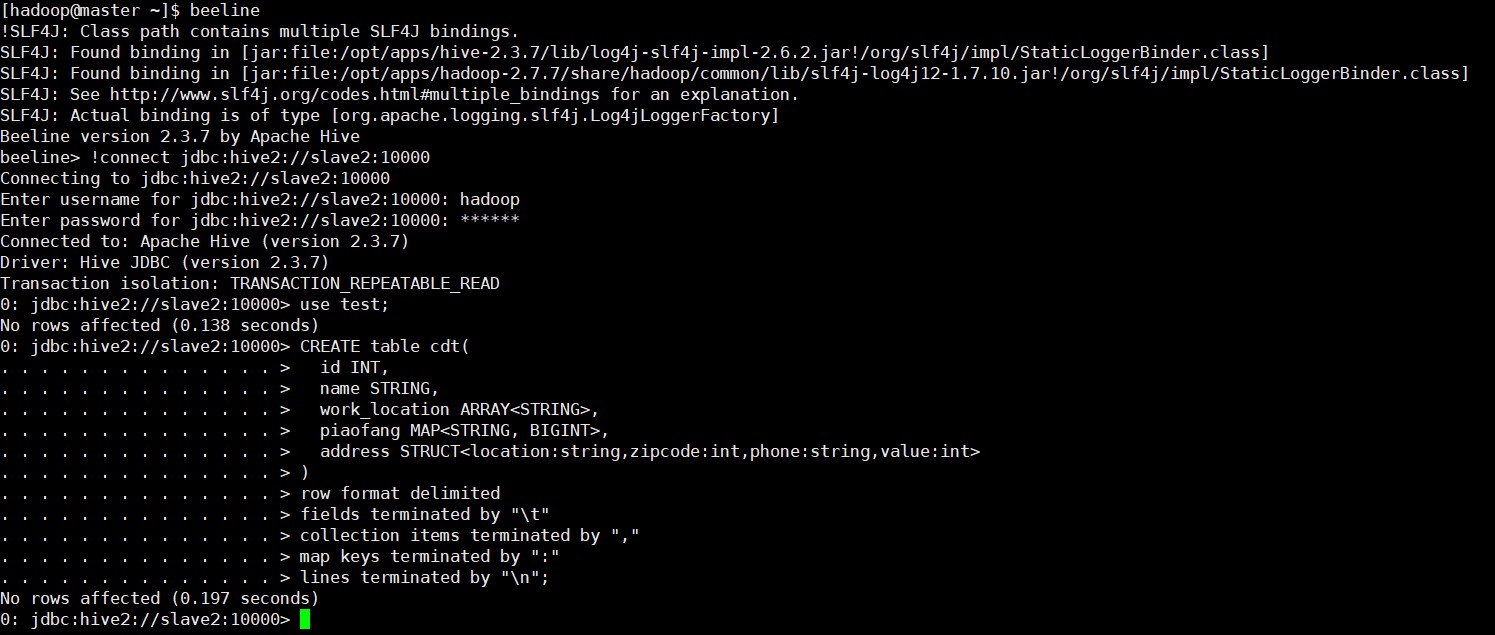 [hadoop@master ~]$ beeline
!SLF4J: Class path contains multiple SLF4J bindings.
SLF4J: Found binding in [jar:file:/opt/apps/hive-2.3.7/lib/log4j-slf4j-impl-2.6.2.jar!/org/slf4j/impl/StaticLoggerBinder.class]
SLF4J: Found binding in [jar:file:/opt/apps/hadoop-2.7.7/share/hadoop/common/lib/slf4j-log4j12-1.7.10.jar!/org/slf4j/impl/StaticLoggerBinder.class]
SLF4J: See http://www.slf4j.org/codes.html#multiple_bindings for an explanation.
SLF4J: Actual binding is of type [org.apache.logging.slf4j.Log4jLoggerFactory]
Beeline version 2.3.7 by Apache Hive
beeline> !connect jdbc:hive2://slave2:10000
Connecting to jdbc:hive2://slave2:10000
Enter username for jdbc:hive2://slave2:10000: hadoop
Enter password for jdbc:hive2://slave2:10000: ******
Connected to: Apache Hive (version 2.3.7)
Driver: Hive JDBC (version 2.3.7)
Transaction isolation: TRANSACTION_REPEATABLE_READ
0: jdbc:hive2://slave2:10000> use test;
No rows affected (0.138 seconds)
0: jdbc:hive2://slave2:10000> CREATE table cdt(
. . . . . . . . . . . . . . >   id INT,
. . . . . . . . . . . . . . >   name STRING,
. . . . . . . . . . . . . . >   work_location ARRAY<STRING>,
. . . . . . . . . . . . . . >   piaofang MAP<STRING, BIGINT>,
. . . . . . . . . . . . . . >   address STRUCT<location:string,zipcode:int,phone:string,value:int>
. . . . . . . . . . . . . . > )
. . . . . . . . . . . . . . > row format delimited
. . . . . . . . . . . . . . > fields terminated by "\t"
. . . . . . . . . . . . . . > collection items terminated by ","
. . . . . . . . . . . . . . > map keys terminated by ":"
. . . . . . . . . . . . . . > lines terminated by "\n";
No rows affected (0.197 seconds)
0: jdbc:hive2://slave2:10000>